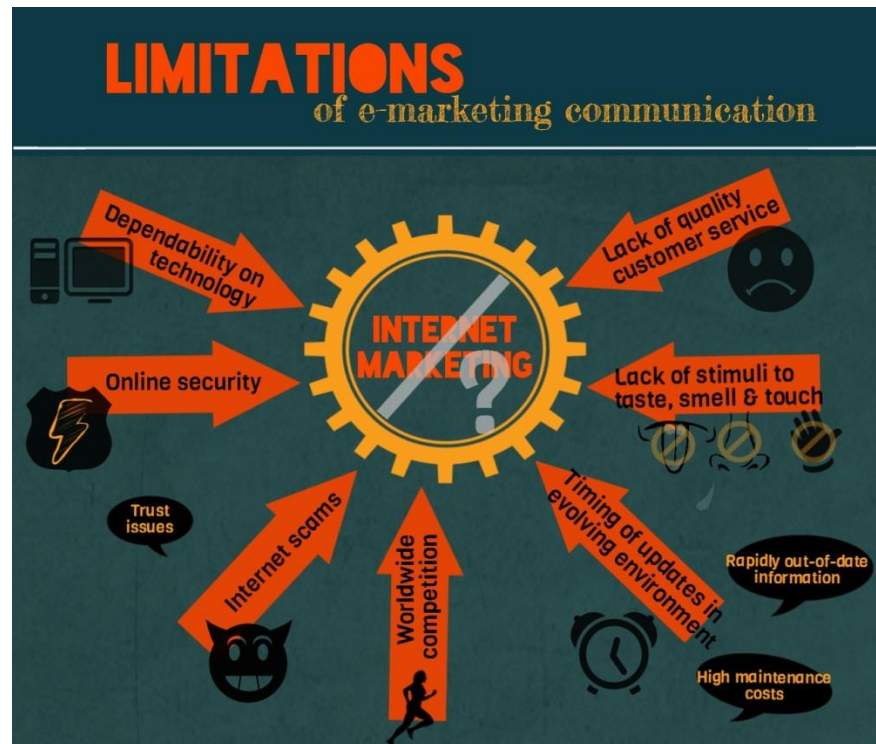 LIMITATIONS
of e-marketing communication
Dependability on
technology
Lack of quality
customer service
INTERNET
MARKETING
?
Online security
Lack of stimuli to
taste, smell & touch
Trust
issues
Internet scams
Worldwide
competition
Timing of updates in
evolving environment
Rapidly out-of-date
information
High maintenance
costs